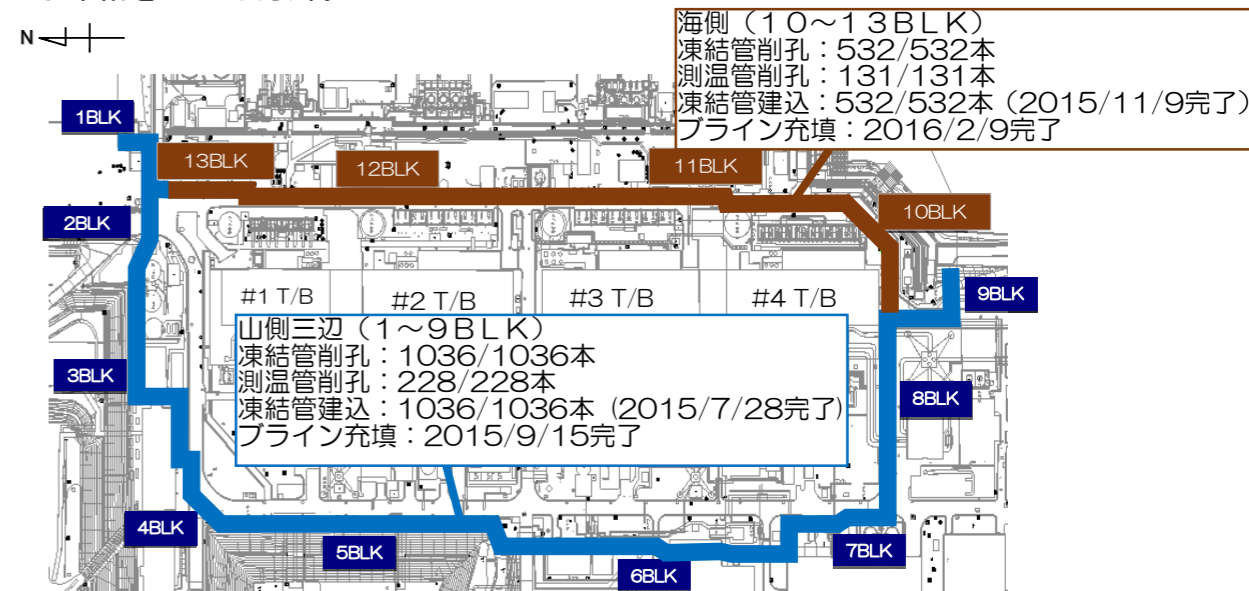 海側（１０～１３ＢＬＫ）
凍結管削孔：532/532本
測温管削孔：131/131本
凍結管建込：532/532本（2015/11/9完了）
ブライン充填：2016/2/9完了
N
1BLK
13BLK
12BLK
11BLK
10BLK
2BLK
9BLK
#1 T/B
#2 T/B
#3 T/B
#4 T/B
山側三辺（１～９ＢＬＫ）
凍結管削孔：1036/1036本
測温管削孔：228/228本
凍結管建込：1036/1036本（2015/7/28完了）
ブライン充填：2015/9/15完了
3BLK
8BLK
4BLK
5BLK
6BLK
7BLK